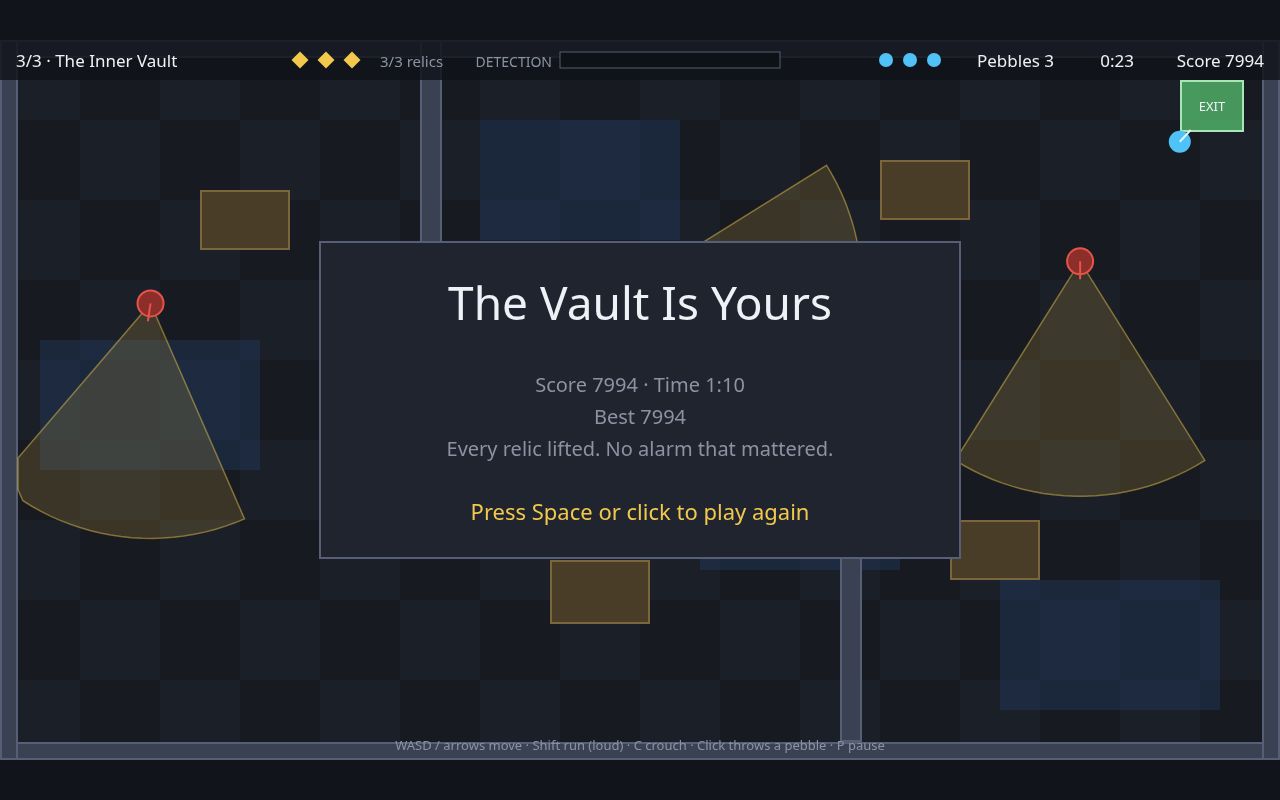 3/3 · The Inner Vault
3/3 relics
DETECTION
Pebbles 3
0:23
Score 7994
EXIT
The Vault Is Yours
Score 7994 · Time 1:10
Best 7994
Every relic lifted. No alarm that mattered.
Press Space or click to play again
WASD / arrows move · Shift run (loud) · C crouch · Click throws a pebble · P pause